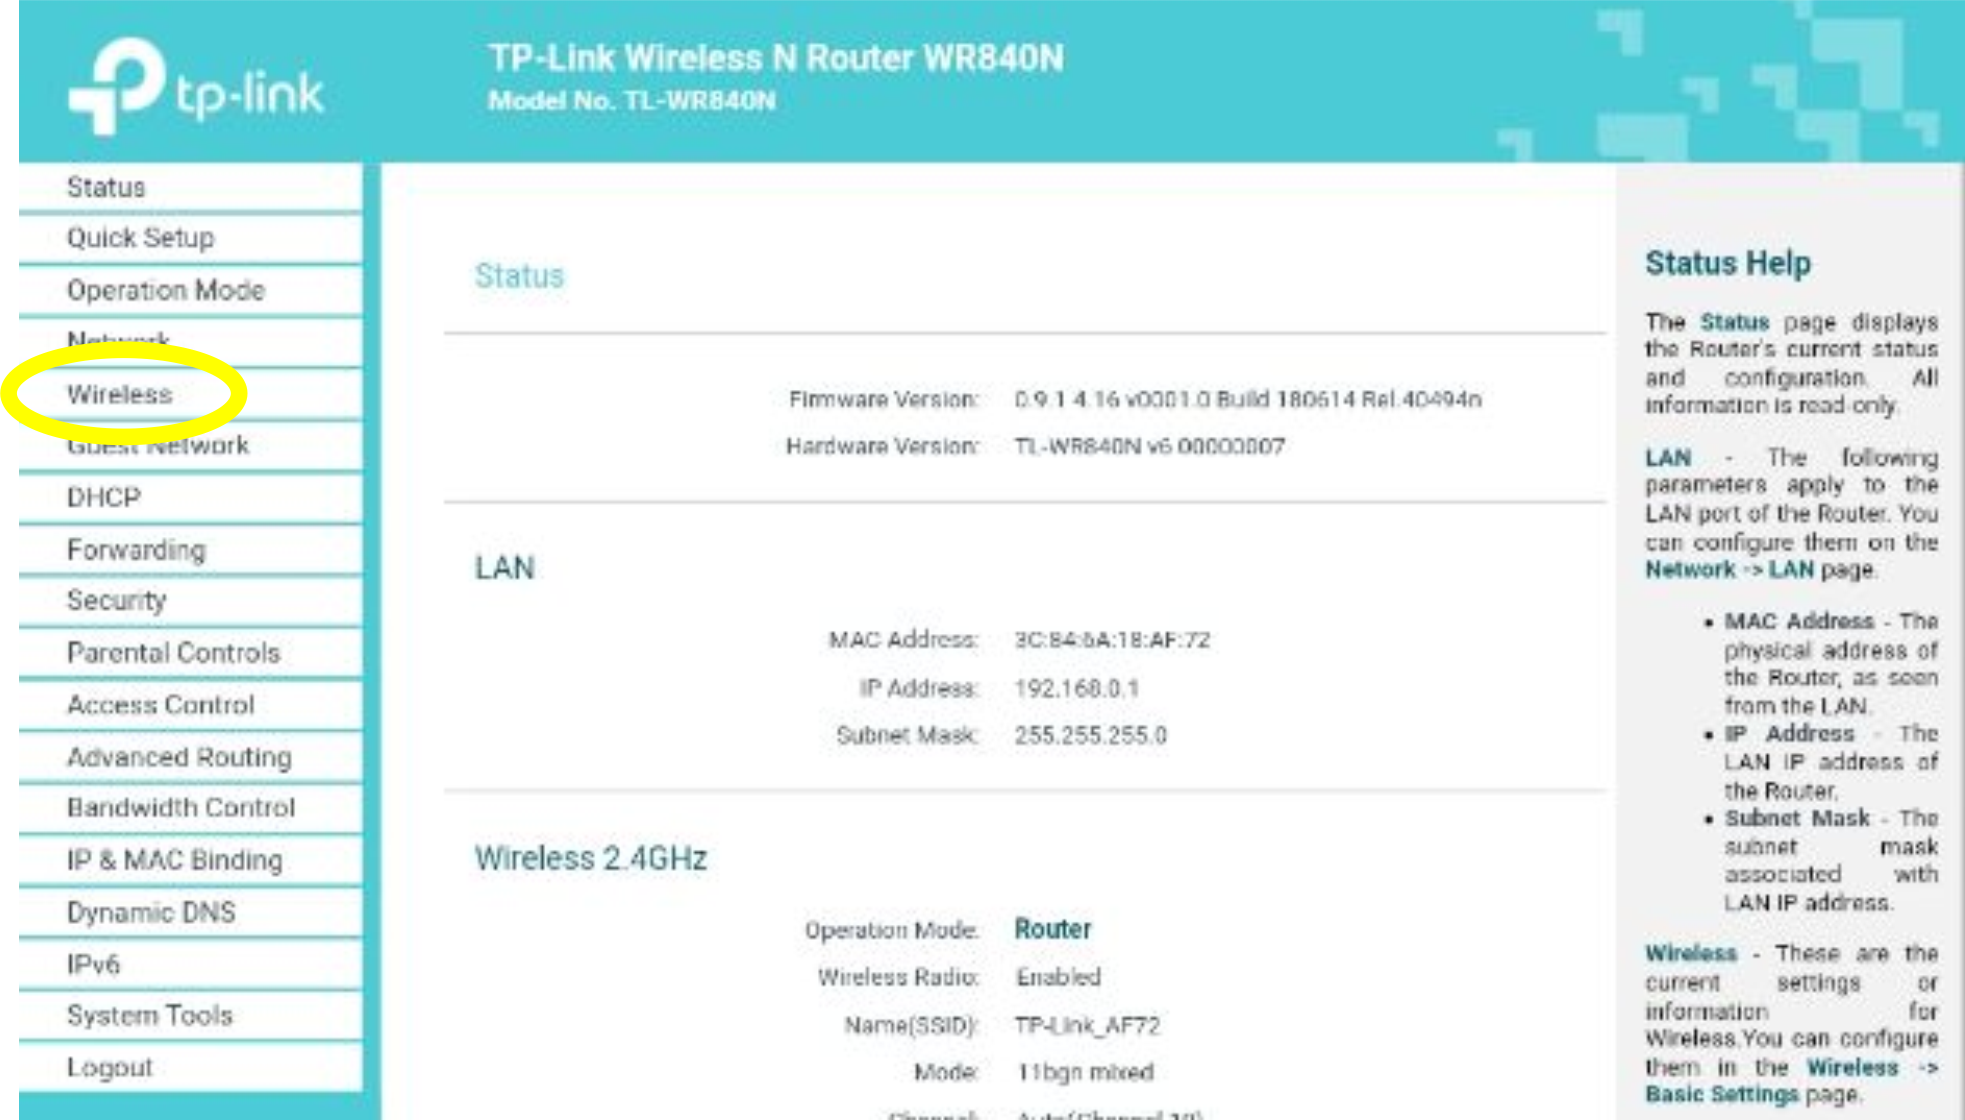 tp-link
TP-Link Wireless N Router WR840N
Model No. TL-WR840N
Status
Quick Setup
Operation Mode
Network
Wireless
Guest Network
DHCP
Forwarding
Security
Parental Controls
Access Control
Advanced Routing
Bandwidth Control
IP & MAC Binding
Dynamic DNS
IPv6
System Tools
Logout
Status
Firmware Version: 0.9.1 4.16 v0001.0 Build 180614 Rel.40494n
Hardware Version: TL-WR840N v6 00000007
LAN
MAC Address: 3C:84:6A:18:AF:72
IP Address: 192.168.0.1
Subnet Mask: 255.255.255.0
Wireless 2.4GHz
Operation Mode: Router
Wireless Radio: Enabled
Name(SSID): TP-Link_AF72
Mode: 11bgn mixed
Status Help
The Status page displays
the Router's current status
and configuration. All
information is read-only.
LAN - The following
parameters apply to the
LAN port of the Router. You
can configure them on the
Network -> LAN page.
• MAC Address - The
physical address of
the Router, as seen
from the LAN.
• IP Address - The
LAN IP address of
the Router.
• Subnet Mask - The
subnet mask
associated with
LAN IP address.
Wireless - These are the
current settings or
information for
Wireless.You can configure
them in the Wireless ->
Basic Settings page.